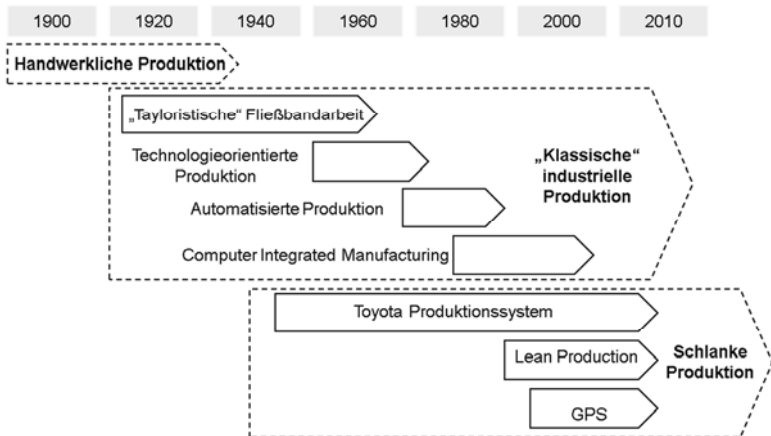 1900 1920 1940 1960 1980 2000 2010
Handwerkliche Produktion
„Tayloristische“ Fließbandarbeit
Technologieorientierte
Produktion
„Klassische“
industrielle
Produktion
Automatisierte Produktion
Computer Integrated Manufacturing
Toyota Produktionssystem
Lean Production
Schlanke
Produktion
GPS